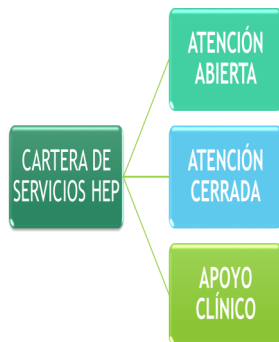 CARTERA DE
SERVICIOS HEP
ATENCIÓN
ABIERTA
ATENCIÓN
CERRADA
APOYO
CLÍNICO